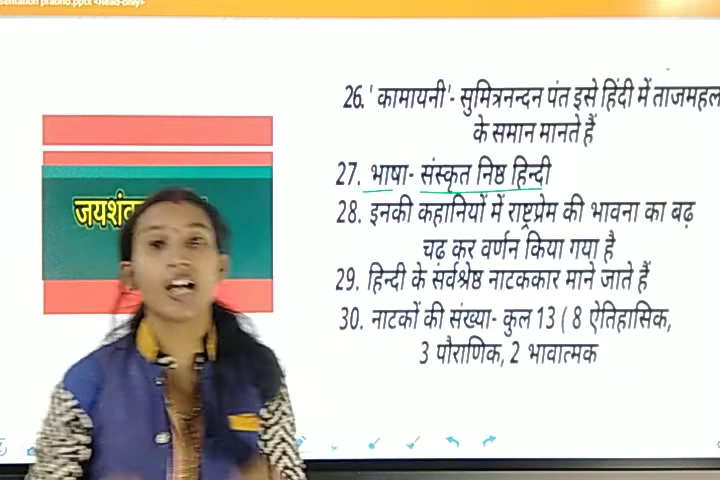 26. ' कामायनी'- सुमित्रनन्दन पंत इसे हिंदी में ताजमहल
के समान मानते हैं
27. भाषा- संस्कृत निष्ठ हिन्दी
28. इनकी कहानियों में राष्ट्रप्रेम की भावना का बढ़
चढ़ कर वर्णन किया गया है
29. हिन्दी के सर्वश्रेष्ठ नाटककार माने जाते हैं
30. नाटकों की संख्या- कुल 13 ( 8 ऐतिहासिक,
3 पौराणिक, 2 भावात्मक